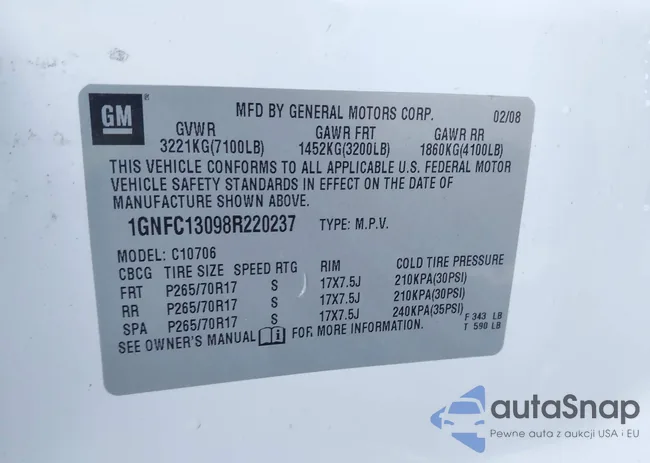 GM ®
MFD BY GENERAL MOTORS CORP. 02/08
GVWR GAWR FRT GAWR RR
3221KG(7100LB) 1452KG(3200LB) 1860KG(4100LB)
THIS VEHICLE CONFORMS TO ALL APPLICABLE U.S. FEDERAL MOTOR
VEHICLE SAFETY STANDARDS IN EFFECT ON THE DATE OF
MANUFACTURE SHOWN ABOVE.
1GNFC13098R220237 TYPE: M.P.V.
MODEL: C10706
CBCG TIRE SIZE SPEED RTG RIM COLD TIRE PRESSURE
FRT P265/70R17 S 17X7.5J 210KPA(30PSI)
RR P265/70R17 S 17X7.5J 210KPA(30PSI)
SPA P265/70R17 S 17X7.5J 240KPA(35PSI)
F 343 LB
T 590 LB
SEE OWNER'S MANUAL FOR MORE INFORMATION.
autaSnap
Pewne auta z aukcji USA i EU